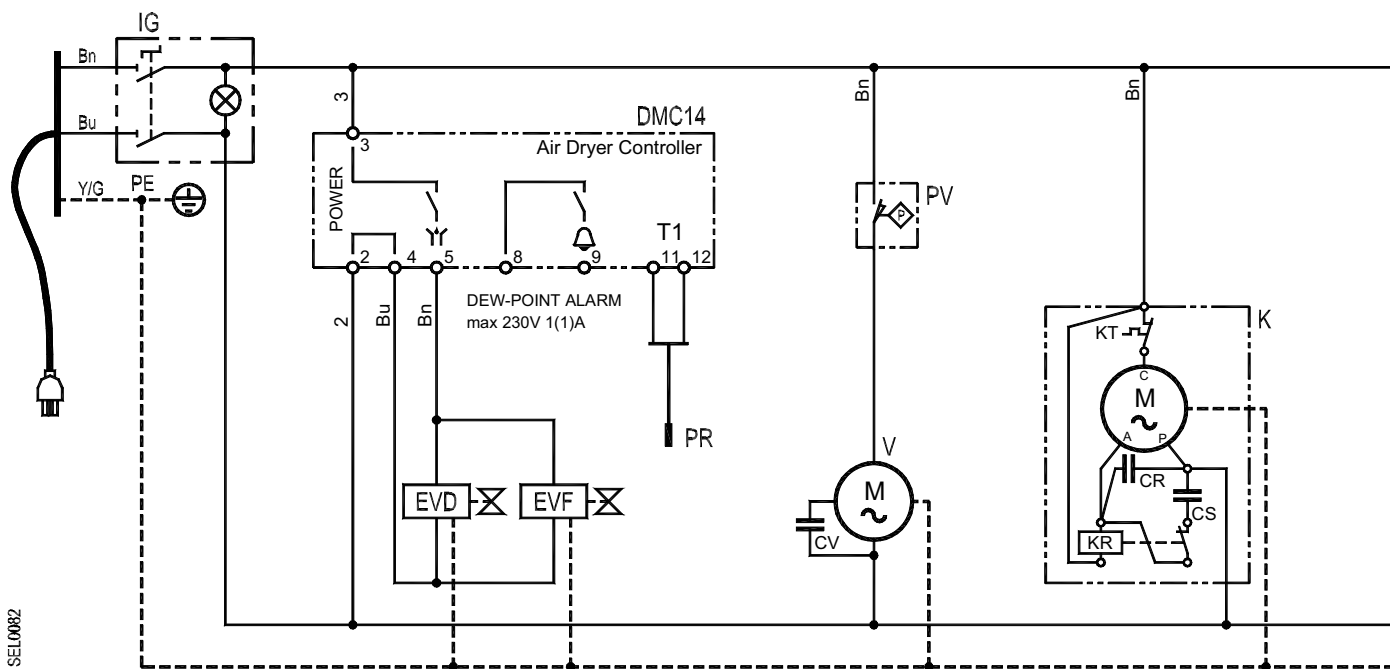 IG
Bn
Bu
Y/G PE
3
DMC14
3
Air Dryer Controller
POWER
T1
2 4 5 8 9 11 12
DEW-POINT ALARM
max 230V 1(1)A
2
Bu
Bn
PR
EVD
EVF
Bn
P
PV
V
M
CV
Bn
K
KT
C
M
A P
CR
CS
KR
SEL0082